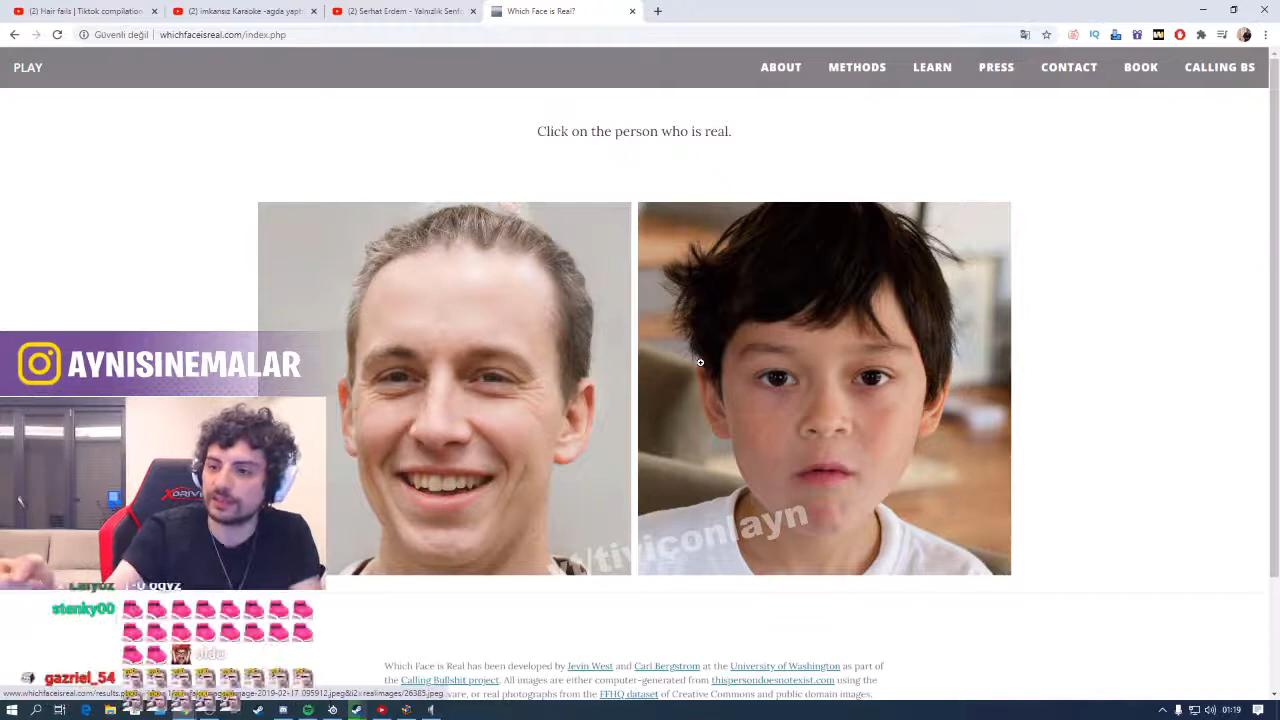 (2) Hair fails | Tiktok compilation
(2) İmkansız Karaoke -agda yaptı
(2) Serhat Erdem - Yalnızlık Senfo
Which Face is Real?
Güvenli değil
whichfaceisreal.com/index.php
PLAY
ABOUT
METHODS
LEARN
PRESS
CONTACT
BOOK
CALLING BS
Click on the person who is real.
AYNISINEMALAR
XDRIVE
/tiviconlayn
stenky00
gazriel_54
Which Face is Real has been developed by Jevin West and Carl Bergstrom at the University of Washington as part of
the Calling Bullshit project. All images are either computer-generated from thispersondoesnotexist.com using the
ware, or real photographs from the FFHQ dataset of Creative Commons and public domain images.
01:19